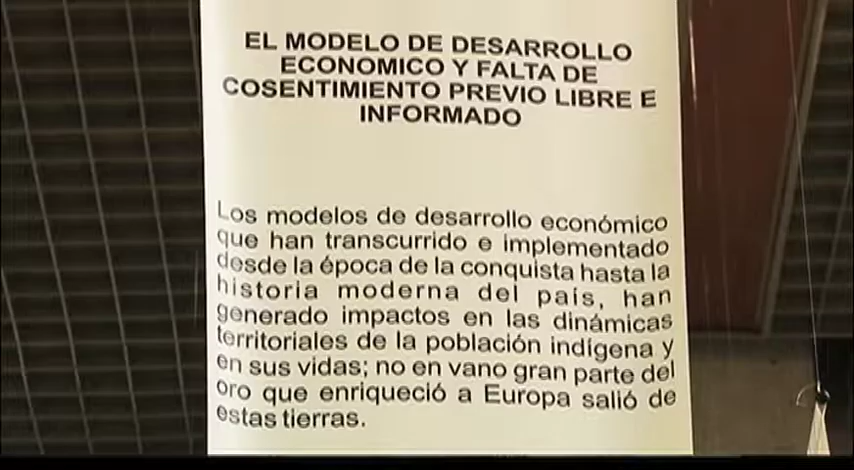 EL MODELO DE DESARROLLO
ECONOMICO Y FALTA DE
COSENTIMIENTO PREVIO LIBRE E
INFORMADO
Los modelos de desarrollo económico
que han transcurrido e implementado
desde la época de la conquista hasta la
historia moderna del país, han
generado impactos en las dinámicas
territoriales de la población indígena y
en sus vidas; no en vano gran parte del
oro que enriqueció a Europa salió de
estas tierras.